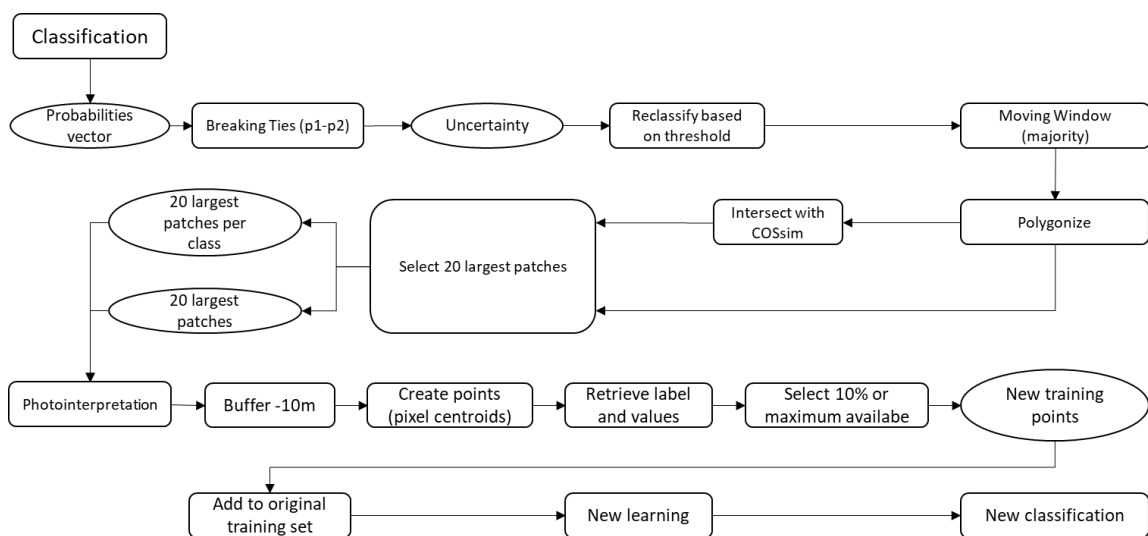 Classification
Probabilities
vector
Breaking Ties (p1-p2)
Uncertainty
Reclassify based
on threshold
Moving Window
(majority)
20 largest
patches per
class
Select 20 largest patches
Intersect with
COSsim
Polygonize
20 largest
patches
Photointerpretation
Buffer -10m
Create points
(pixel centroids)
Retrieve label
and values
Select 10% or
maximum availabe
New training
points
Add to original
training set
New learning
New classification